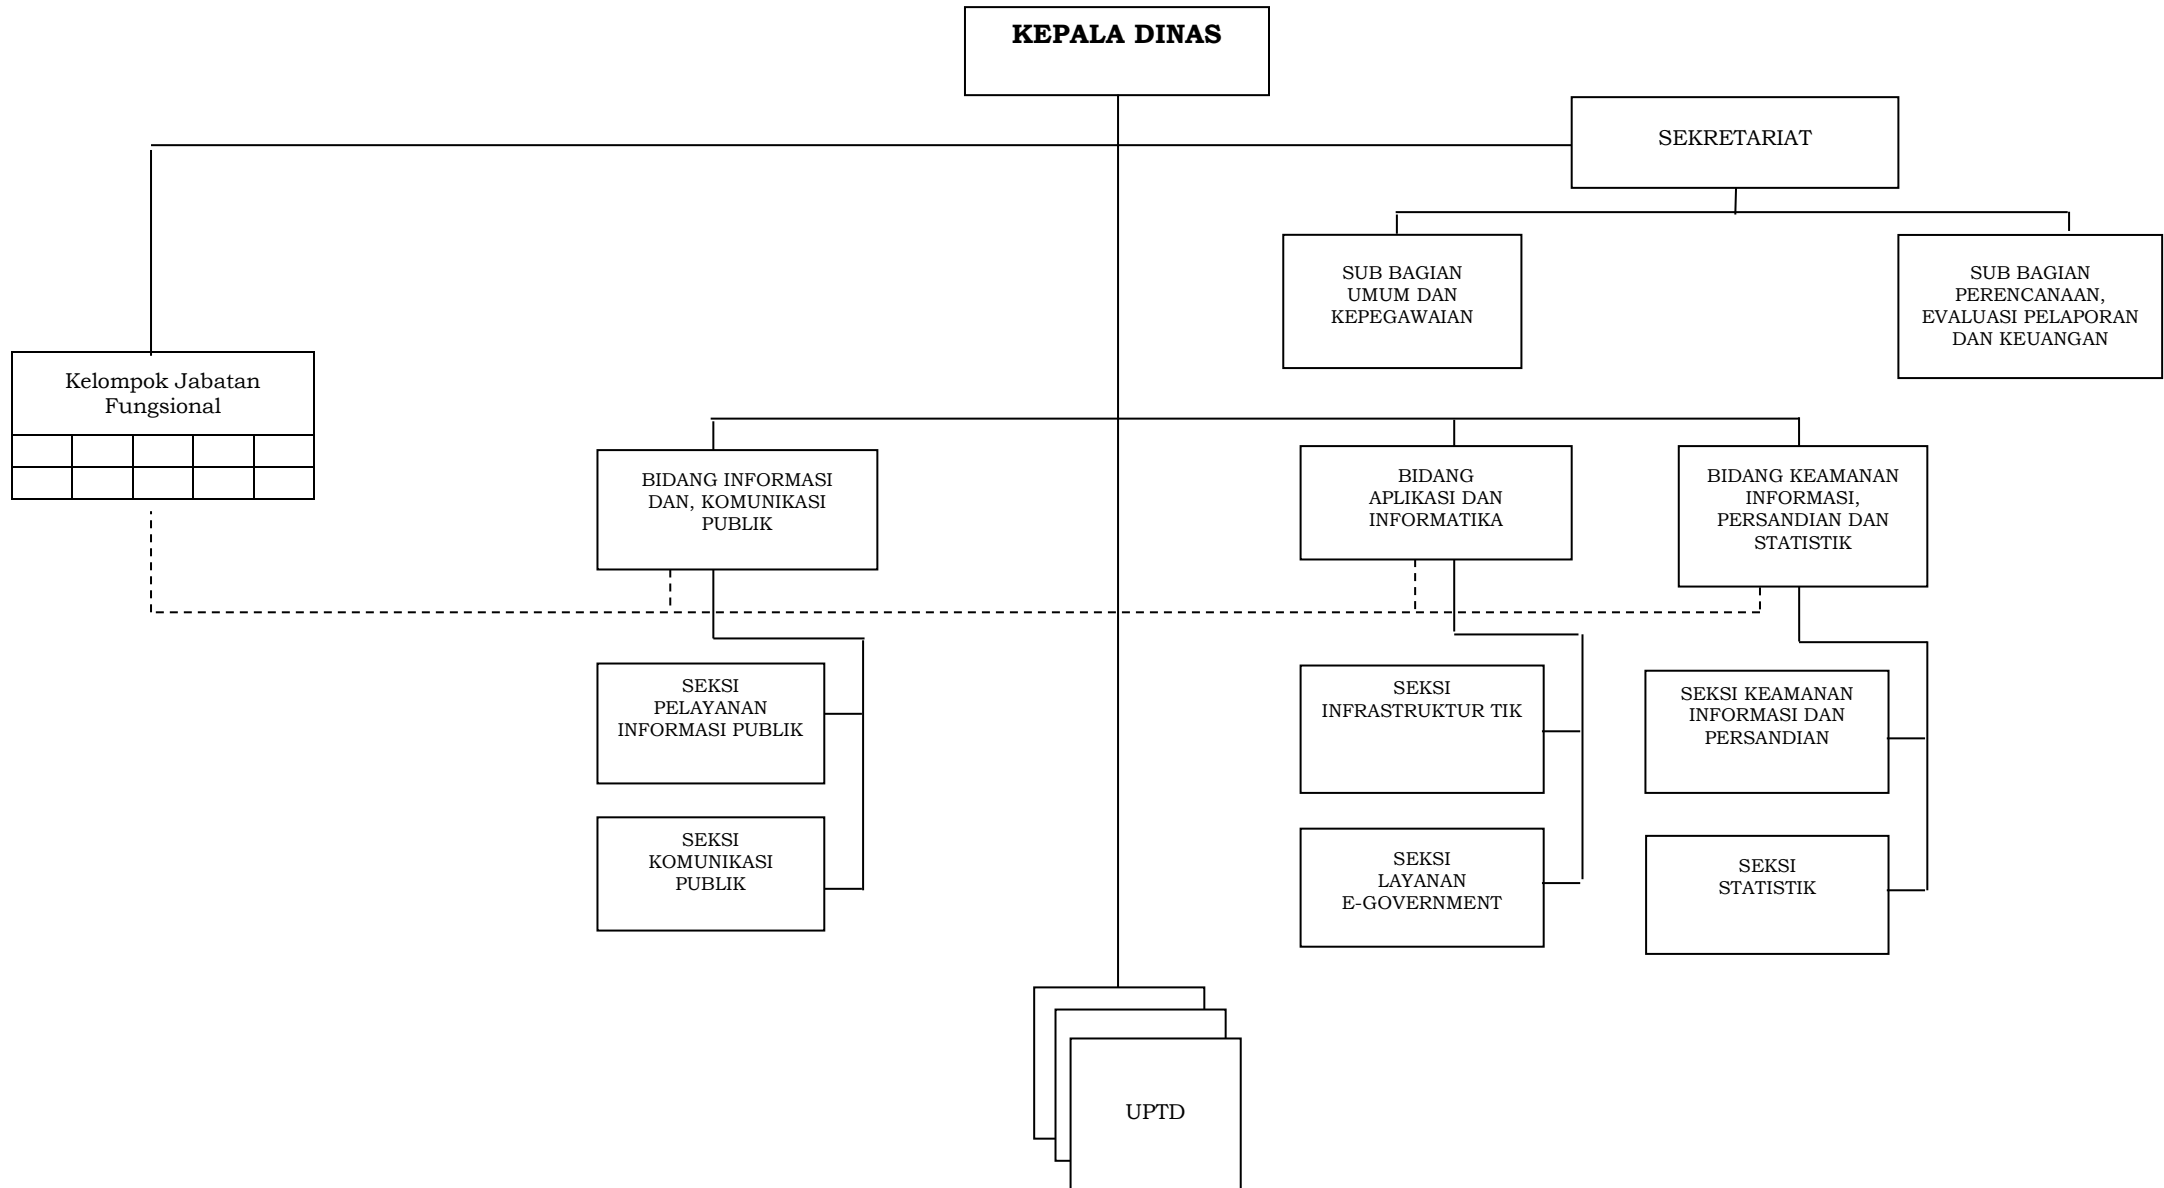 KEPALA DINAS
SEKRETARIAT
SUB BAGIAN
UMUM DAN
KEPEGAWAIAN
SUB BAGIAN
PERENCANAAN,
EVALUASI PELAPORAN
DAN KEUANGAN
Kelompok Jabatan
Fungsional
BIDANG INFORMASI
DAN, KOMUNIKASI
PUBLIK
BIDANG
APLIKASI DAN
INFORMATIKA
BIDANG KEAMANAN
INFORMASI,
PERSANDIAN DAN
STATISTIK
SEKSI
PELAYANAN
INFORMASI PUBLIK
SEKSI
INFRASTRUKTUR TIK
SEKSI KEAMANAN
INFORMASI DAN
PERSANDIAN
SEKSI
KOMUNIKASI
PUBLIK
SEKSI
LAYANAN
E-GOVERNMENT
SEKSI
STATISTIK
UPTD